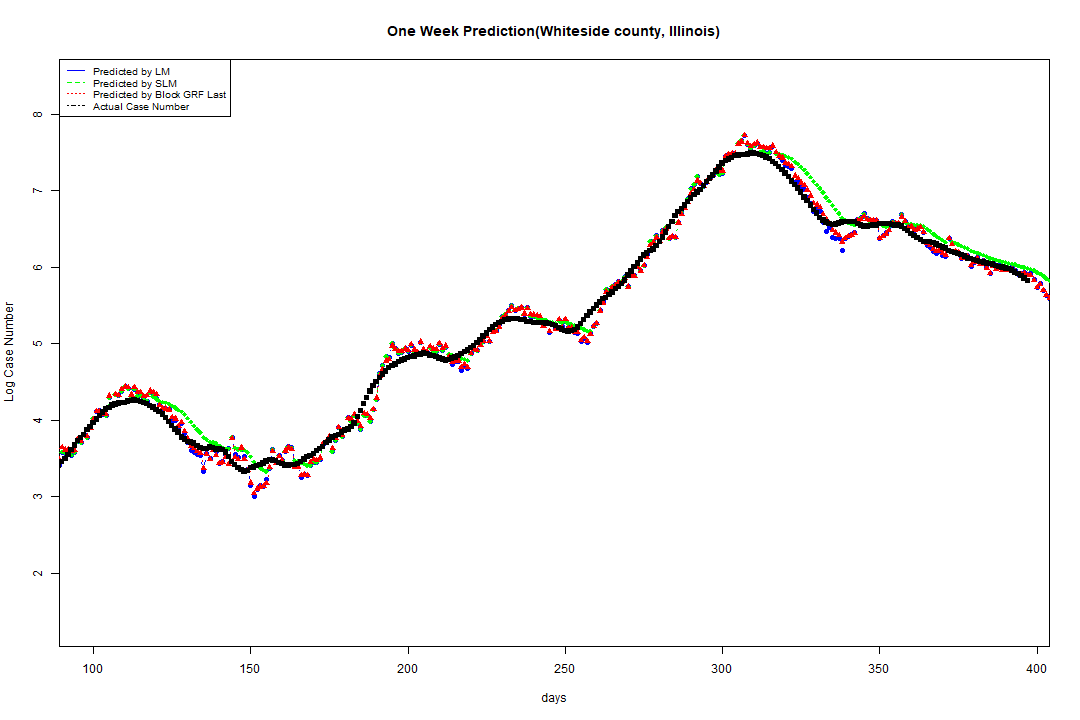 One Week Prediction(Whiteside county, Illinois)
Predicted by LM
Predicted by SLM
Predicted by Block GRF Last
Actual Case Number
Log Case Number
8
7
6
5
4
3
2
100 150 200 250 300 350 400
days